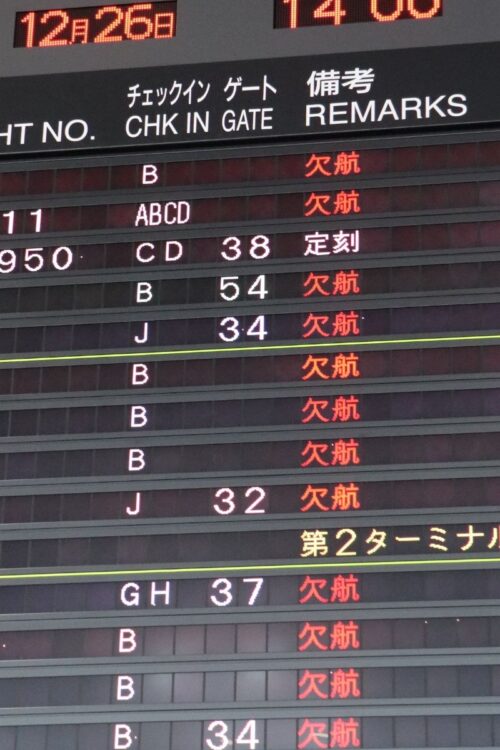 12月26日 14 00
チェックイン ゲート 備考
HT NO. CHK IN GATE REMARKS
B 欠航
11 ABCD 欠航
950 CD 38 定刻
B 54 欠航
J 34 欠航
B 欠航
B 欠航
B 欠航
J 32 欠航
第2ターミナル
GH 37 欠航
B 欠航
B 欠航
B 34 欠航